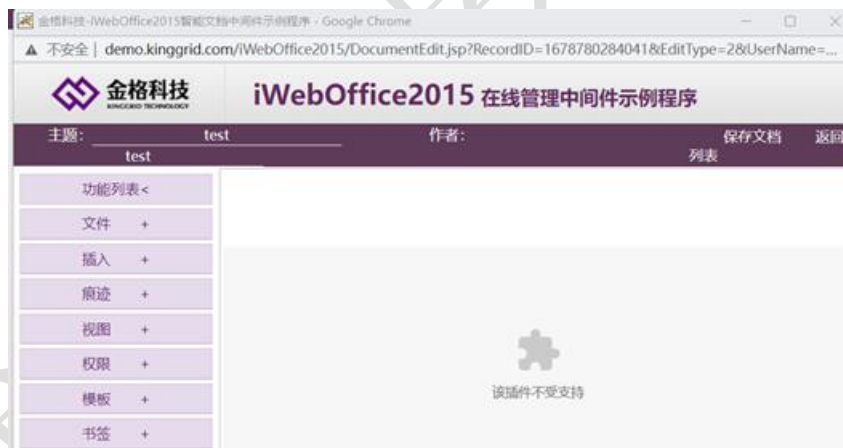 金格科技-iWebOffice2015智能文档中间件示例程序 - Google Chrome
不安全 | demo.kinggrid.com/iWebOffice2015/DocumentEdit.jsp?RecordID=1678780284041&EditType=2&UserName=...
金格科技
KINGGRID TECHNOLOGY
iWebOffice2015 在线管理中间件示例程序
主题: test 作者: 保存文档 返回
test 列表
功能列表<
文件 +
插入 +
痕迹 +
视图 +
权限 +
模板 +
书签 +
该插件不受支持